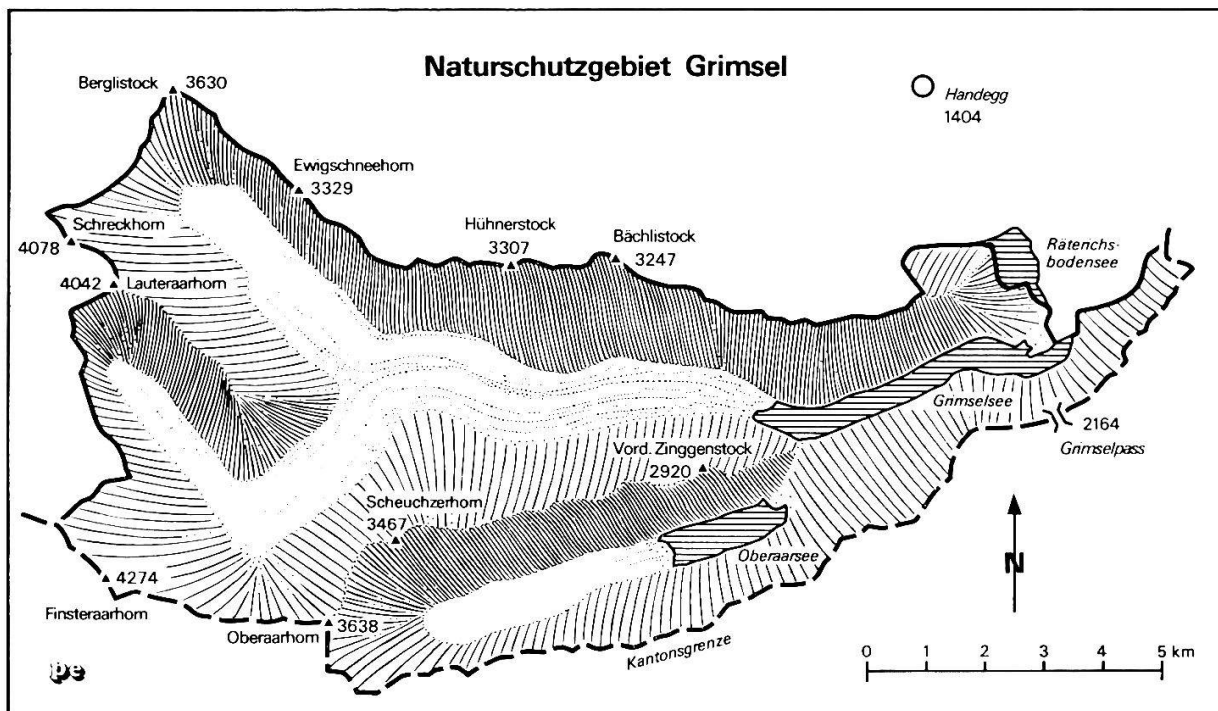 Naturschutzgebiet Grimsel
Berglistock
3630
Handegg
1404
Ewigschneehorn
3329
Schreckhorn
4078
Hühnerstock
3307
Bächlistock
3247
Räterichs-
bodensee
4042
Lauteraarhorn
Grimselsee
2164
Grimselpass
Vord. Zinggenstock
2920
Scheuchzerhorn
3467
Oberaarsee
N
4274
Finsteraarhorn
Oberaarhorn
3638
Kantonsgrenze
0 1 2 3 4 5 km
pe